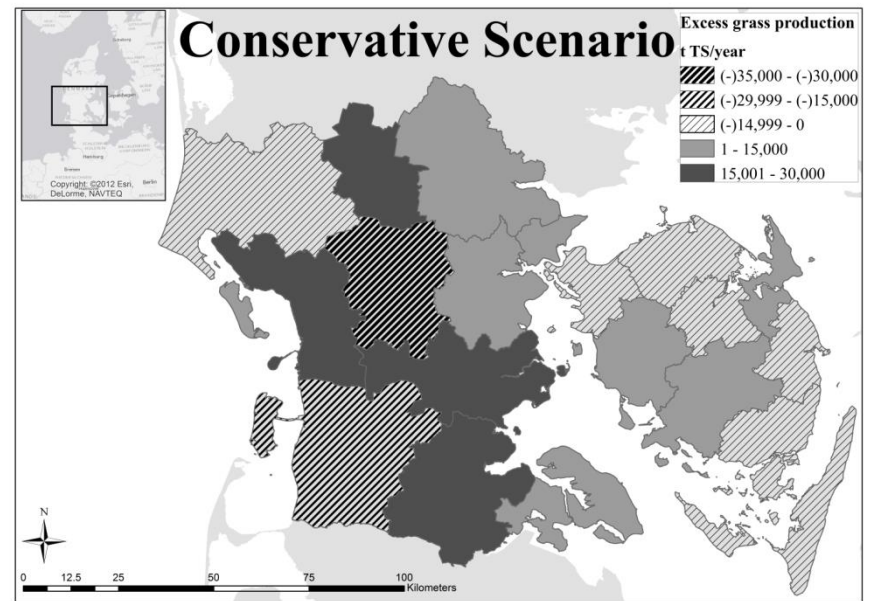 Conservative Scenario
Excess grass production
t TS/year
(-)35,000 - (-)30,000
(-)29,999 - (-)15,000
(-)14,999 - 0
1 - 15,000
15,001 - 30,000
Hamburg
Berlin
Copyright: ©2012 Esri,
DeLorme, NAVTEQ
N
0 12.5 25 50 75 100
Kilometers